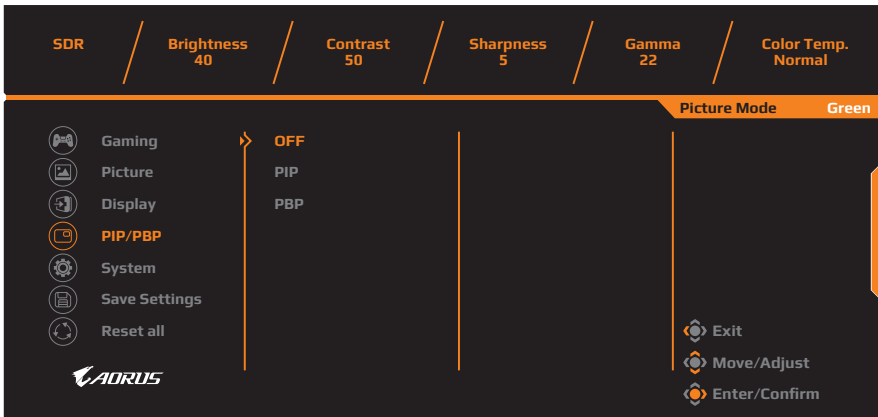 SDR Brightness Contrast Sharpness Gamma Color Temp.
40 50 5 22 Normal
Picture Mode Green
Gaming OFF
Picture PIP
Display PBP
PIP/PBP
System
Save Settings
Reset all
Exit
Move/Adjust
Enter/Confirm
AORUS